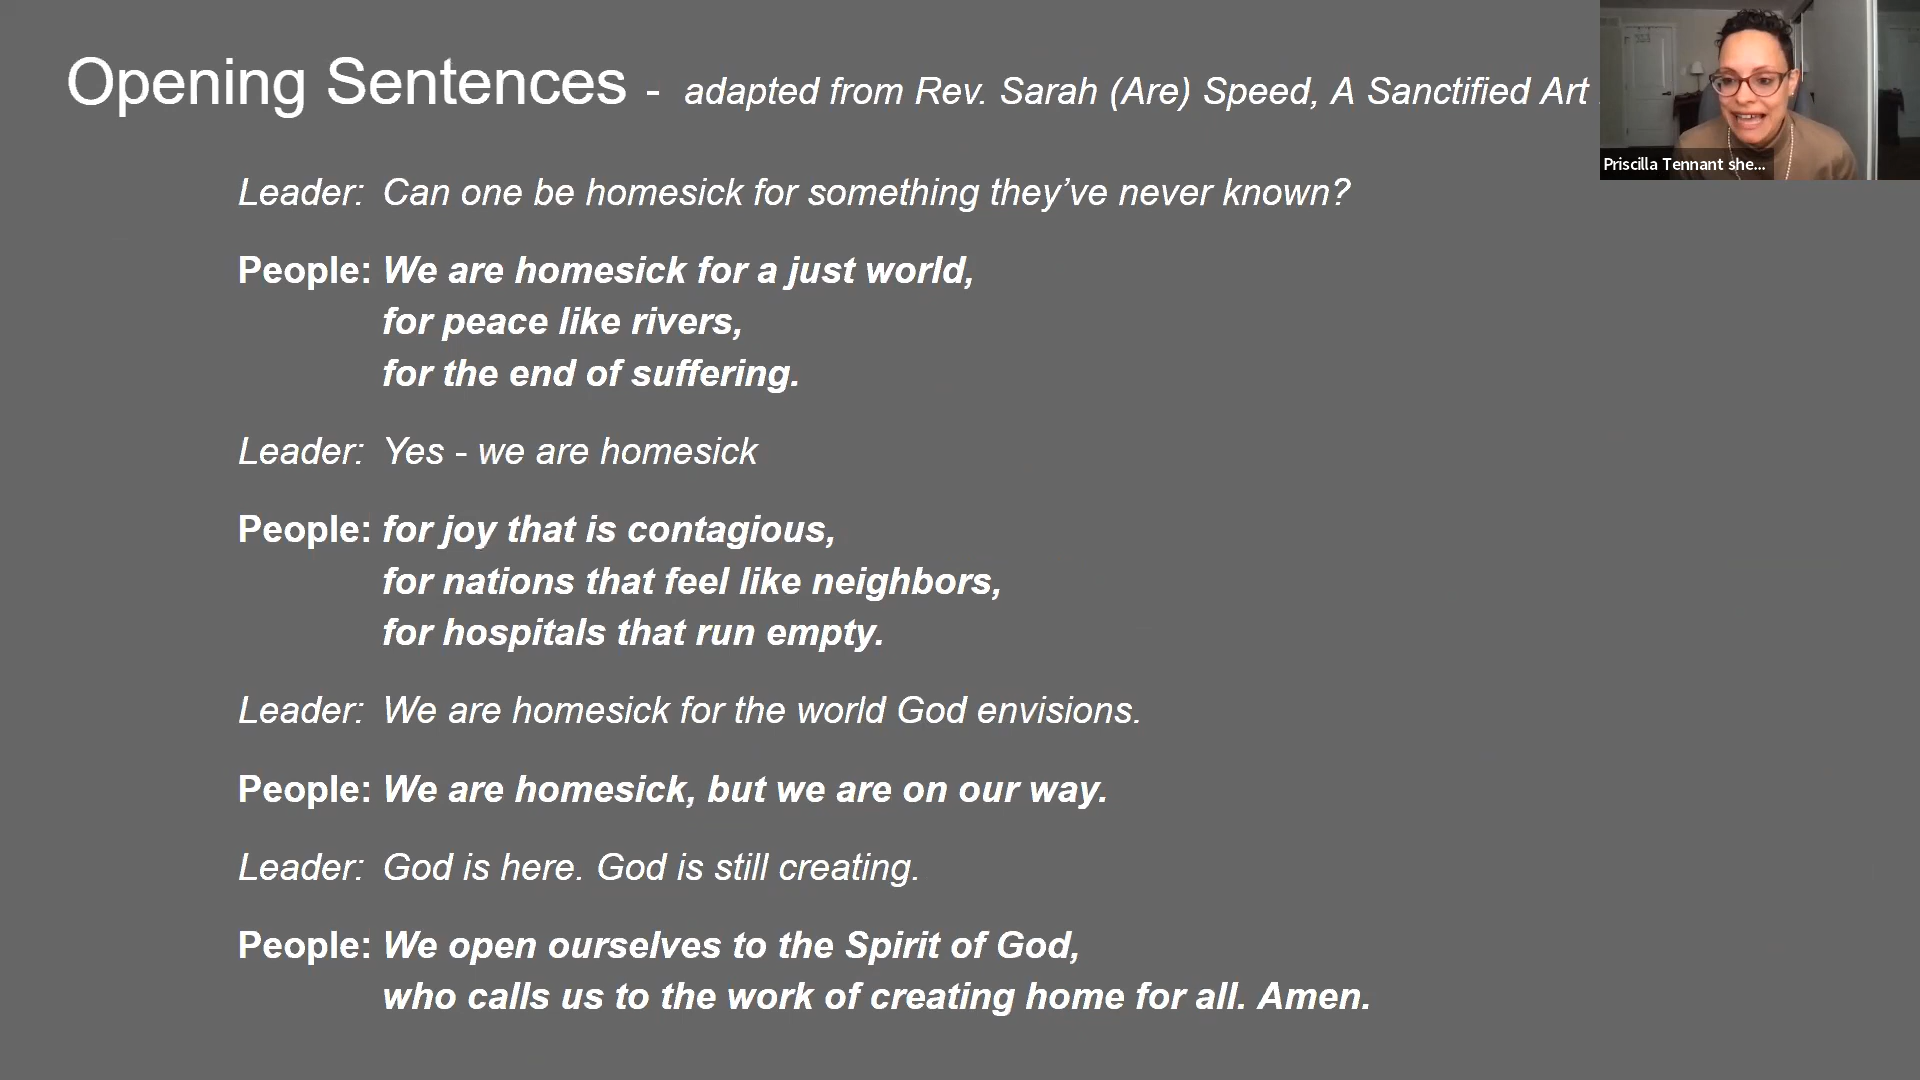 Opening Sentences - adapted from Rev. Sarah (Are) Speed, A Sanctified Art
Priscilla Tennant she...
Leader: Can one be homesick for something they’ve never known?
People: We are homesick for a just world,
for peace like rivers,
for the end of suffering.
Leader: Yes - we are homesick
People: for joy that is contagious,
for nations that feel like neighbors,
for hospitals that run empty.
Leader: We are homesick for the world God envisions.
People: We are homesick, but we are on our way.
Leader: God is here. God is still creating.
People: We open ourselves to the Spirit of God,
who calls us to the work of creating home for all. Amen.